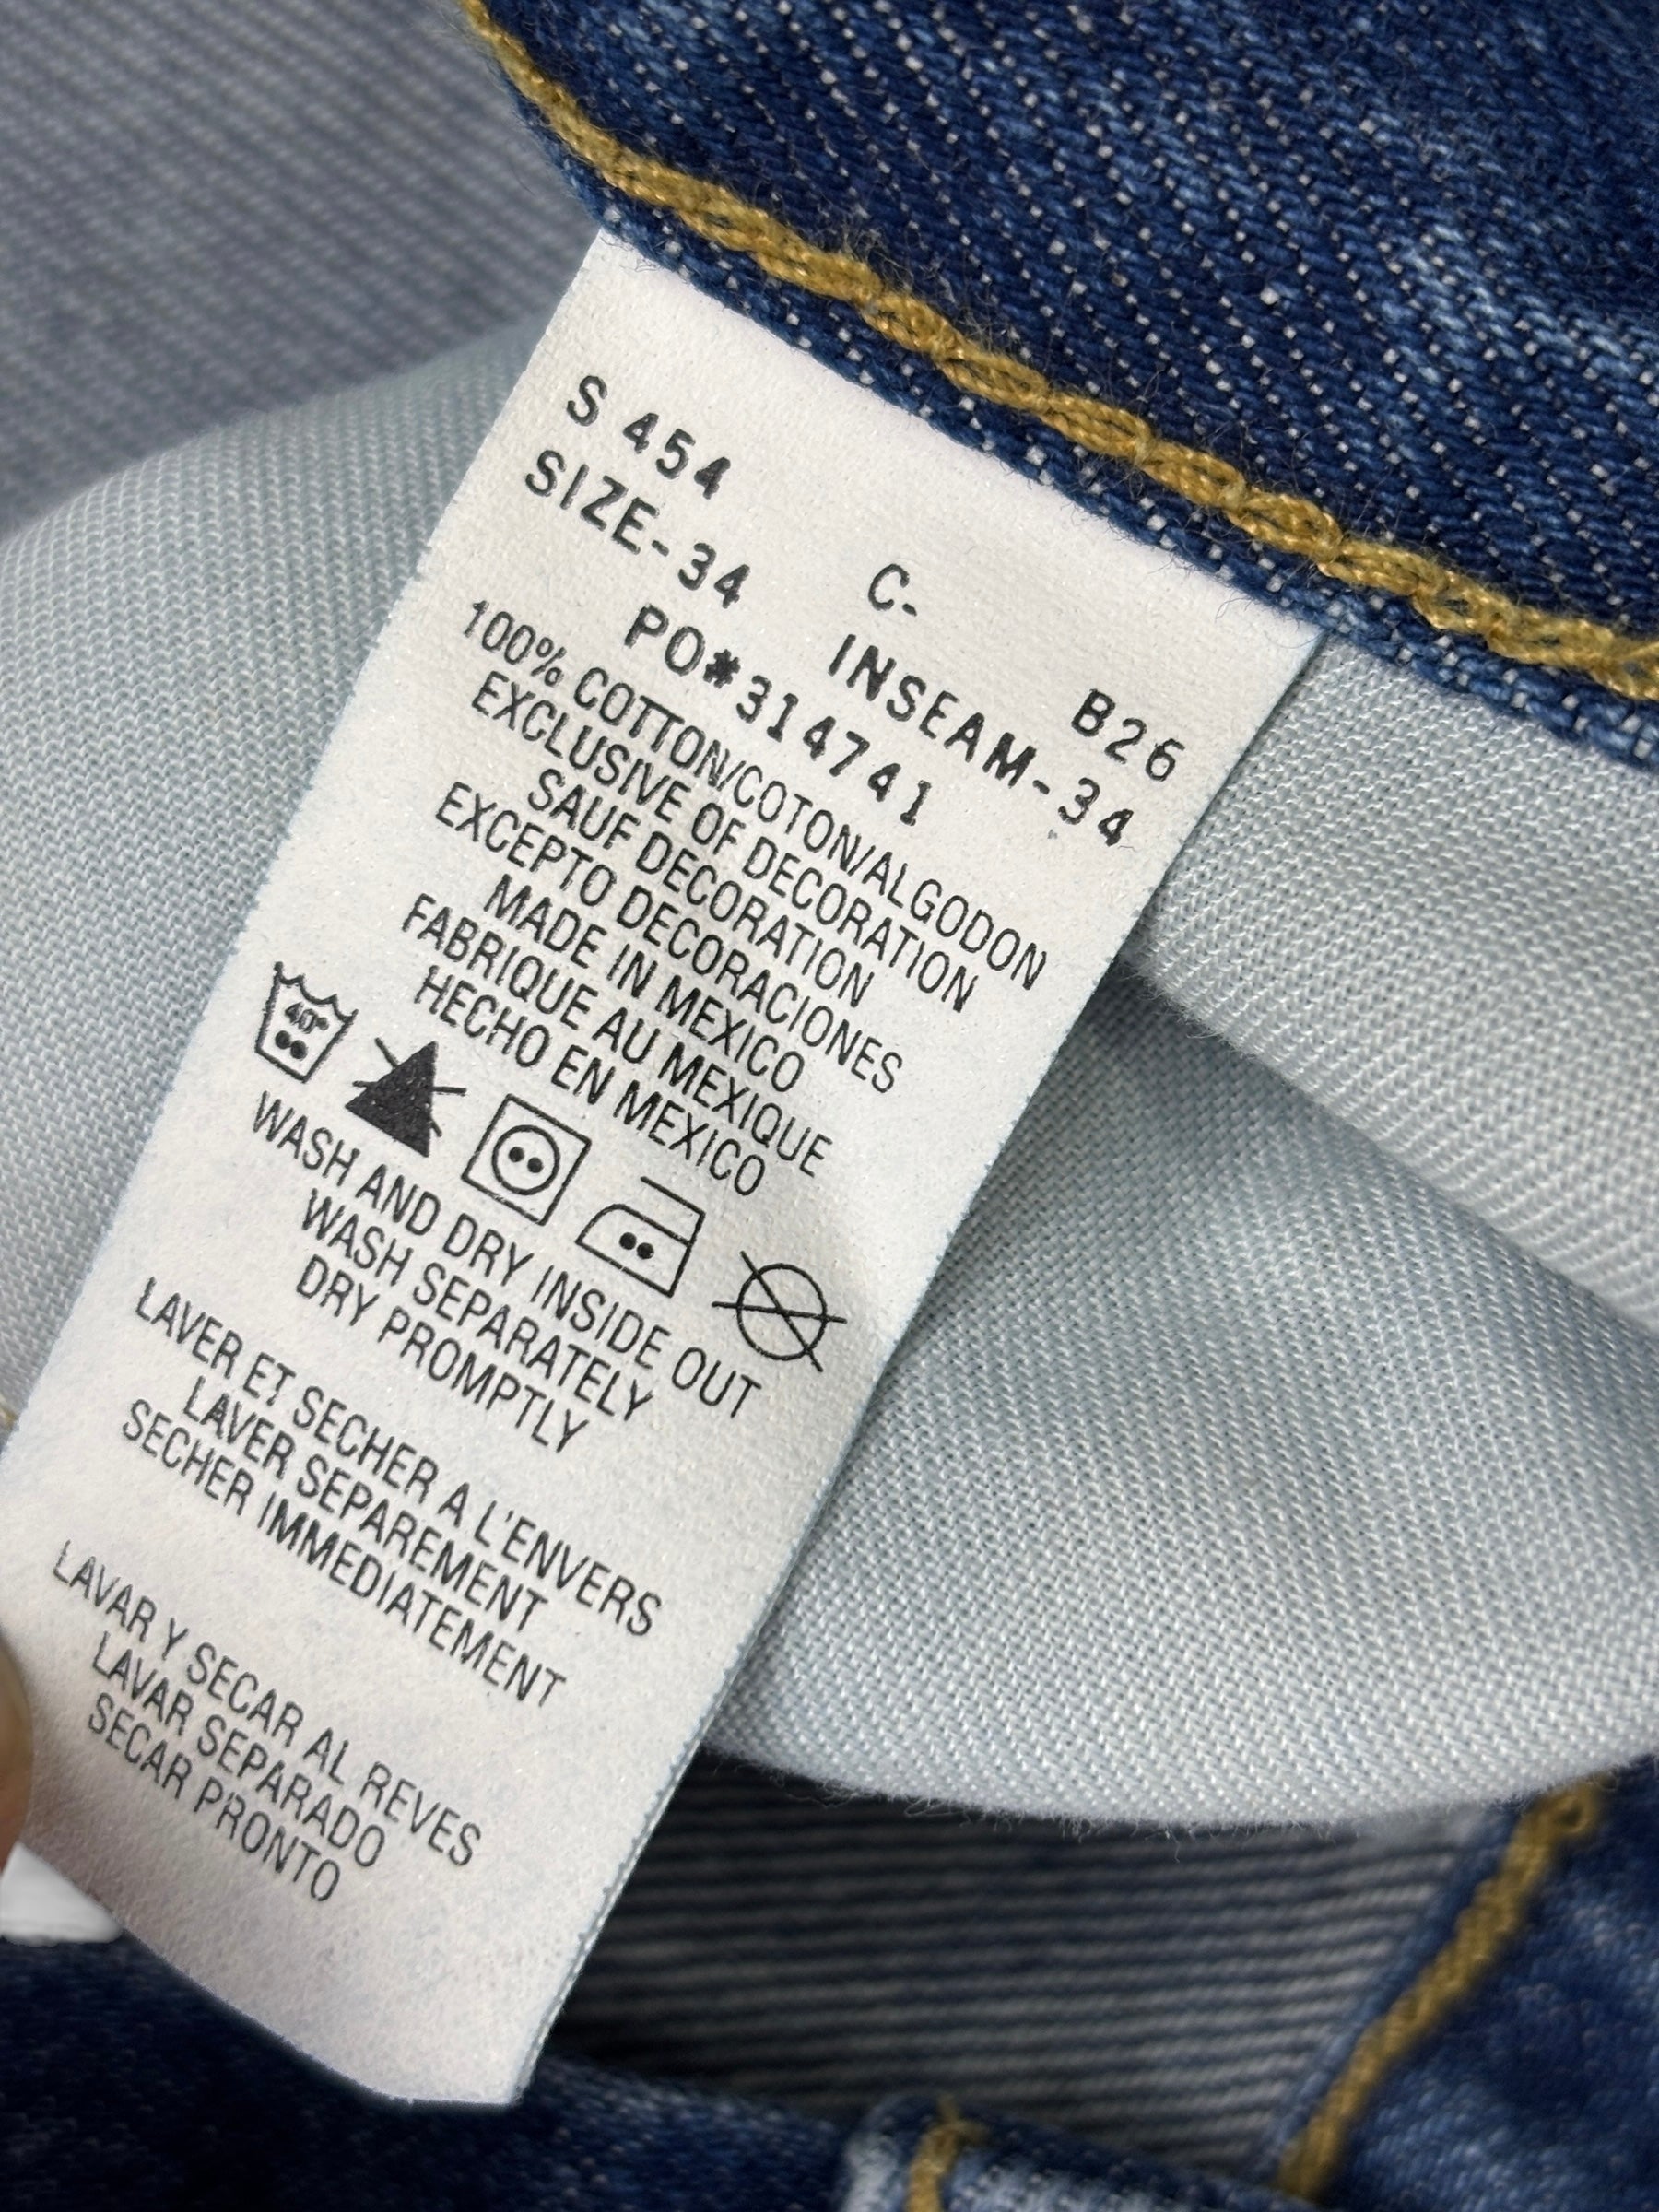 S 454 C- B26
SIZE-34 INSEAM-34
PO#314741
100% COTTON/COTON/ALGODON
EXCLUSIVE OF DECORATION
SAUF DECORATION
EXCEPTO DECORACIONES
MADE IN MEXICO
FABRIQUE AU MEXIQUE
HECHO EN MEXICO
40°
WASH AND DRY INSIDE OUT
WASH SEPARATELY
DRY PROMPTLY
LAVER ET SECHER A L'ENVERS
LAVER SEPAREMENT
SECHER IMMEDIATEMENT
LAVAR Y SECAR AL REVES
LAVAR SEPARADO
SECAR PRONTO